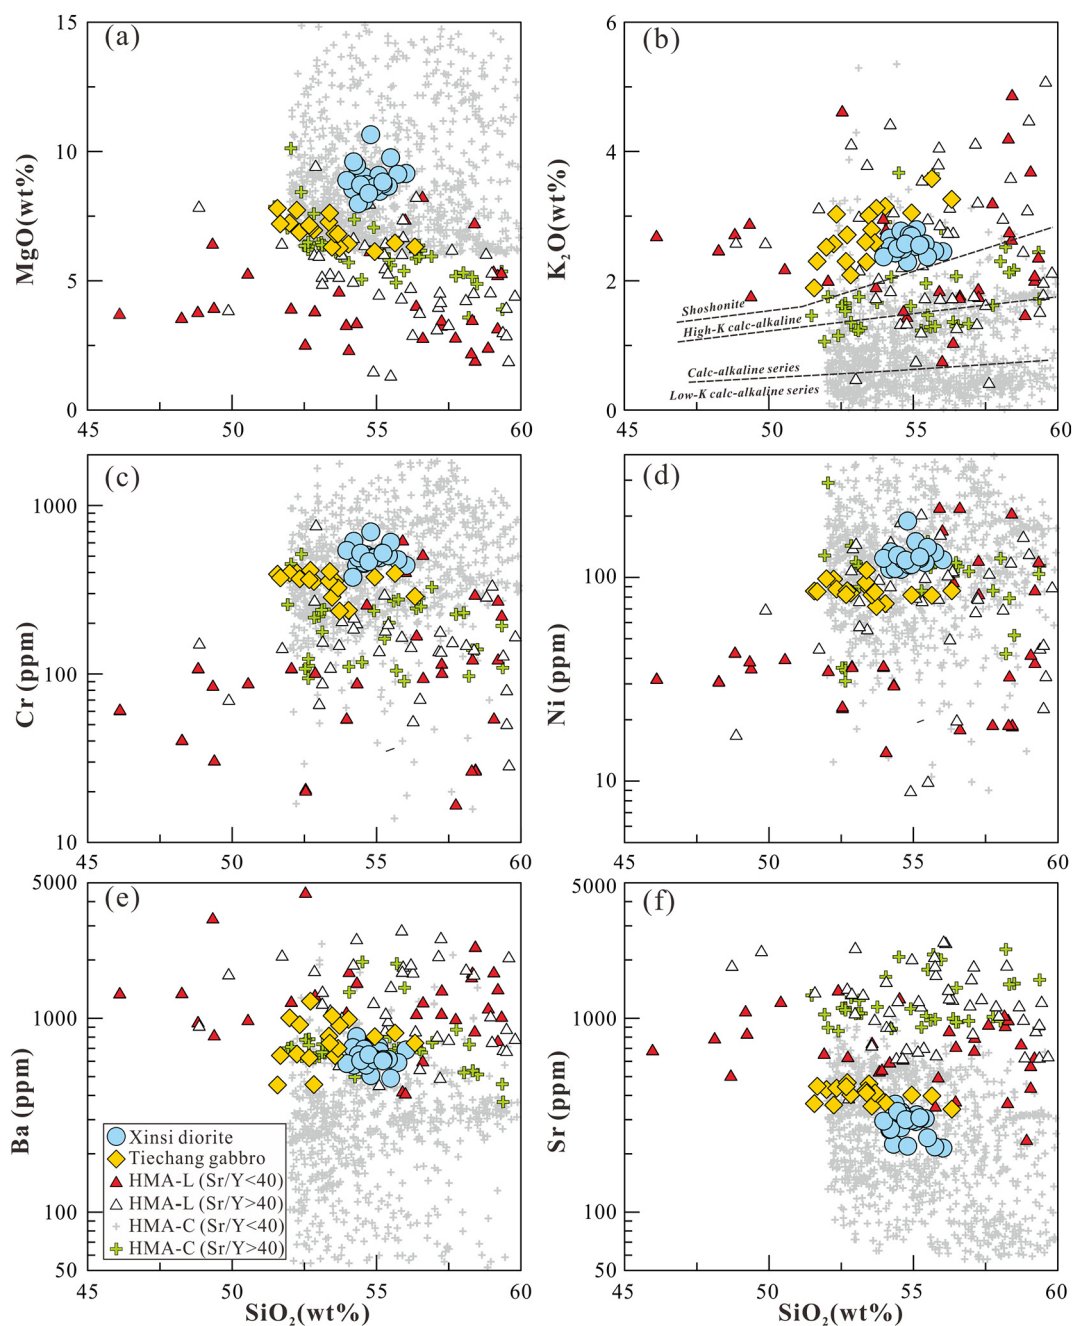 (a)
15
10
5
0
MgO(wt%)
45
50
55
60
(b)
6
4
2
0
K₂O(wt%)
Shoshonite
High-K calc-alkaline
Calc-alkaline series
Low-K calc-alkaline series
45
50
55
60
(c)
1000
100
10
Cr (ppm)
45
50
55
60
(d)
100
10
Ni (ppm)
45
50
55
60
(e)
5000
1000
100
50
Ba (ppm)
Xinsi diorite
Tiechang gabbro
HMA-L (Sr/Y<40)
HMA-L (Sr/Y>40)
HMA-C (Sr/Y<40)
HMA-C (Sr/Y>40)
45
50
55
60
SiO₂(wt%)
(f)
5000
1000
100
50
Sr (ppm)
45
50
55
60
SiO₂(wt%)